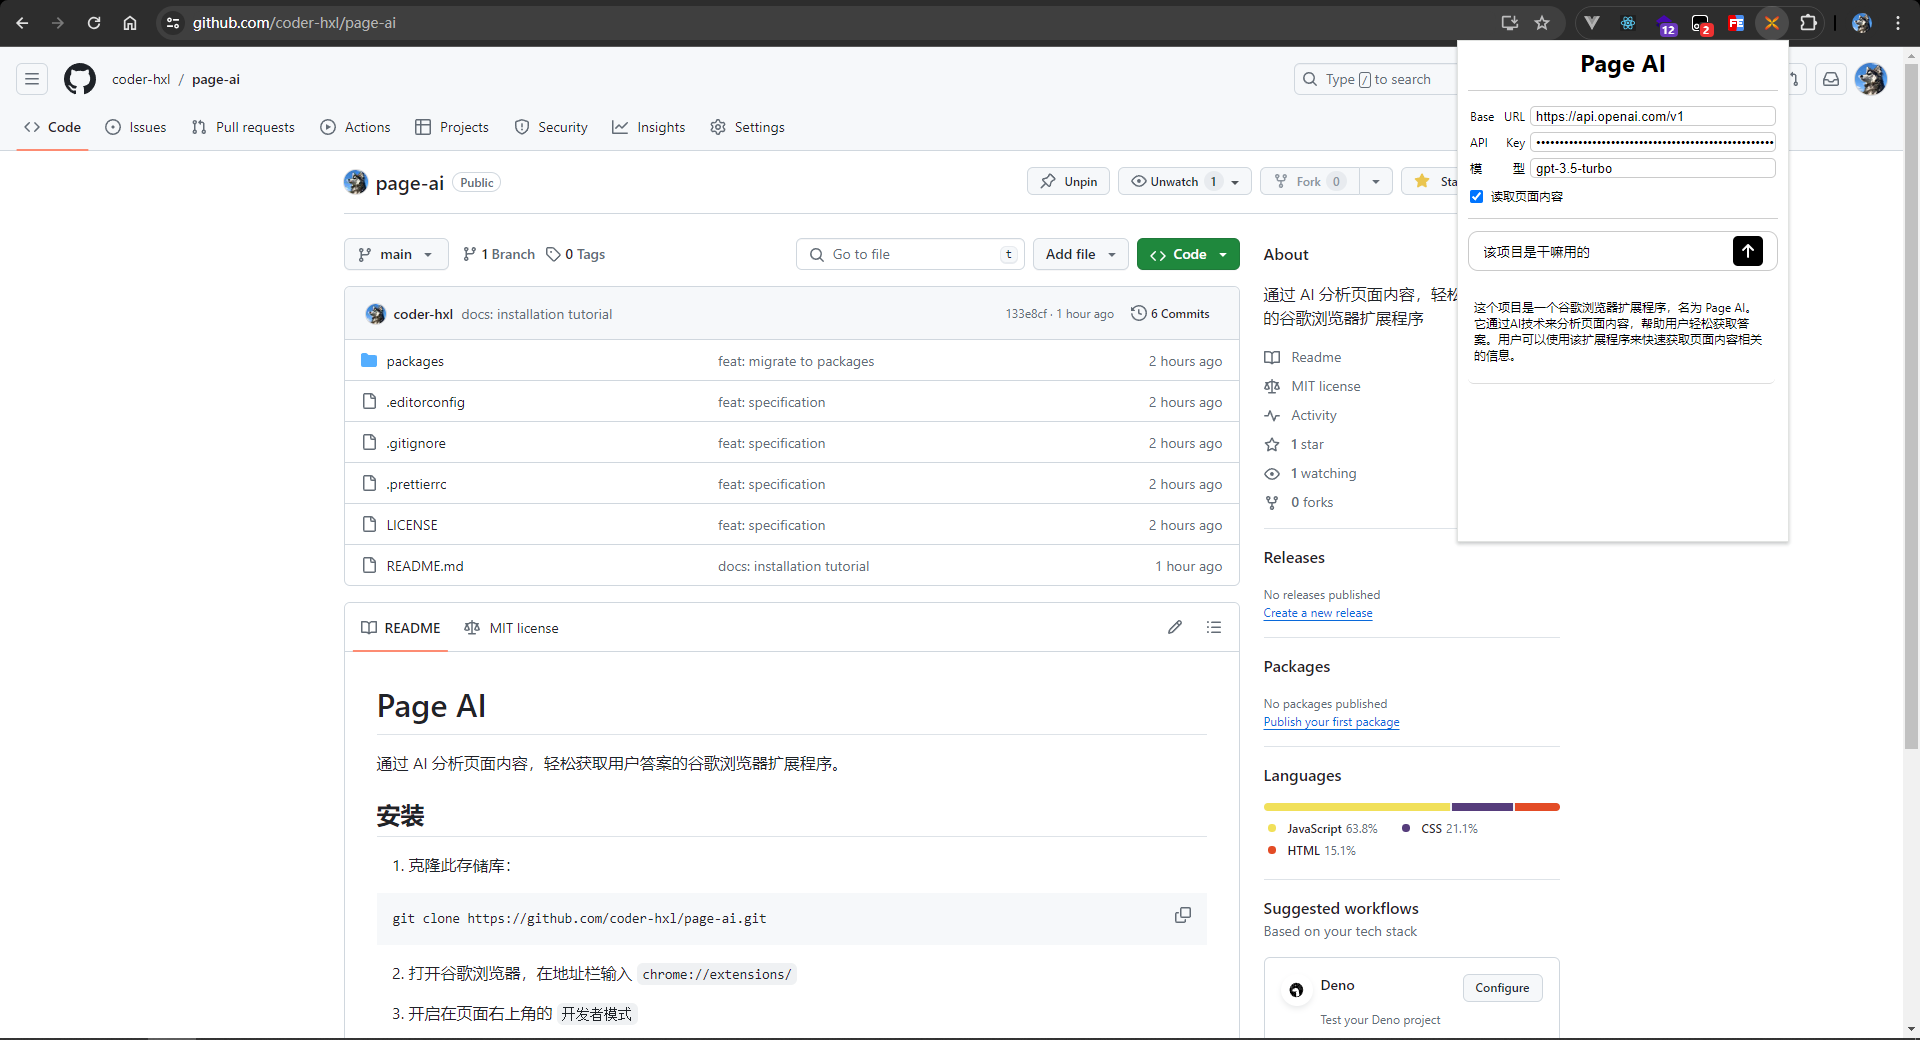 github.com/coder-hxl/page-ai
12
2
coder-hxl / page-ai
Type / to search
Code
Issues
Pull requests
Actions
Projects
Security
Insights
Settings
page-ai
Public
Unpin
Unwatch 1
Fork 0
Sta
main
1 Branch
0 Tags
Go to file
t
Add file
Code
coder-hxl docs: installation tutorial
133e8cf · 1 hour ago
6 Commits
packages feat: migrate to packages 2 hours ago
.editorconfig feat: specification 2 hours ago
.gitignore feat: specification 2 hours ago
.prettierrc feat: specification 2 hours ago
LICENSE feat: specification 2 hours ago
README.md docs: installation tutorial 1 hour ago
README
MIT license
Page AI
通过 AI 分析页面内容，轻松获取用户答案的谷歌浏览器扩展程序。
安装
1. 克隆此存储库：
git clone https://github.com/coder-hxl/page-ai.git
2. 打开谷歌浏览器，在地址栏输入 chrome://extensions/
3. 开启在页面右上角的 开发者模式
About
通过 AI 分析页面内容，轻松
的谷歌浏览器扩展程序
Readme
MIT license
Activity
1 star
1 watching
0 forks
Releases
No releases published
Create a new release
Packages
No packages published
Publish your first package
Languages
JavaScript 63.8%
CSS 21.1%
HTML 15.1%
Suggested workflows
Based on your tech stack
Deno
Configure
Test your Deno project
Page AI
Base URL https://api.openai.com/v1
API Key
模 型 gpt-3.5-turbo
读取页面内容
该项目是干嘛用的
这个项目是一个谷歌浏览器扩展程序，名为 Page AI。
它通过AI技术来分析页面内容，帮助用户轻松获取答
案。用户可以使用该扩展程序来快速获取页面内容相关
的信息。